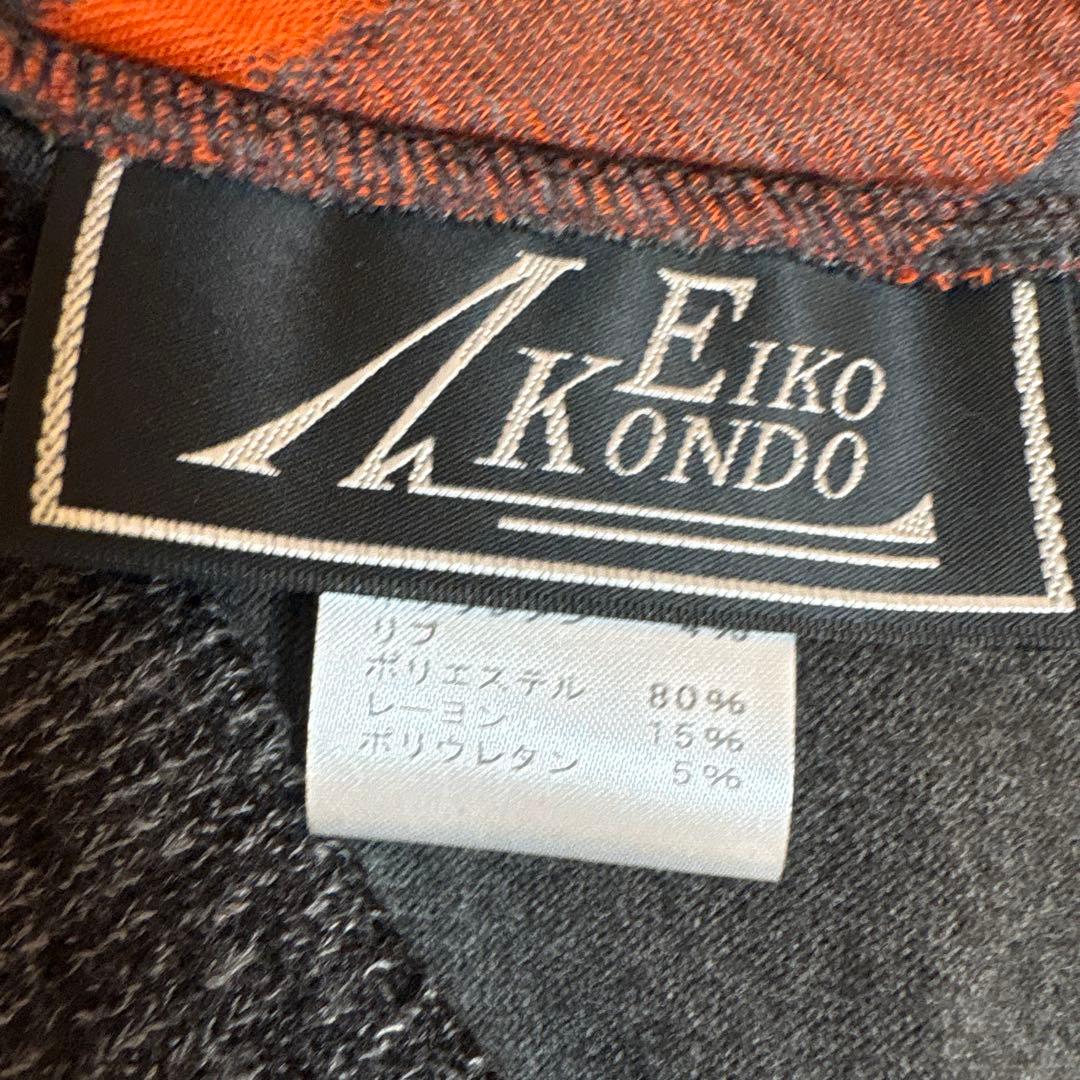 EIKO
KONDO
リブ
ポリエステル 80%
レーヨン 15%
ポリウレタン 5%